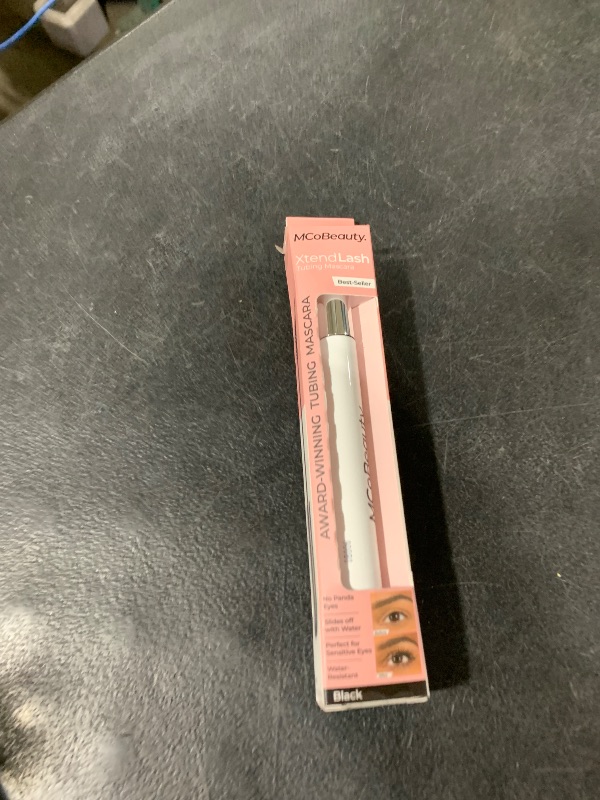 MCoBeauty.
XtendLash
Tubing Mascara
Best-Seller
AWARD-WINNING TUBING MASCARA
MCoBeauty
No Panda
Eyes
Slides off
with Water
Perfect for
Sensitive Eyes
Water-
Resistant
Black